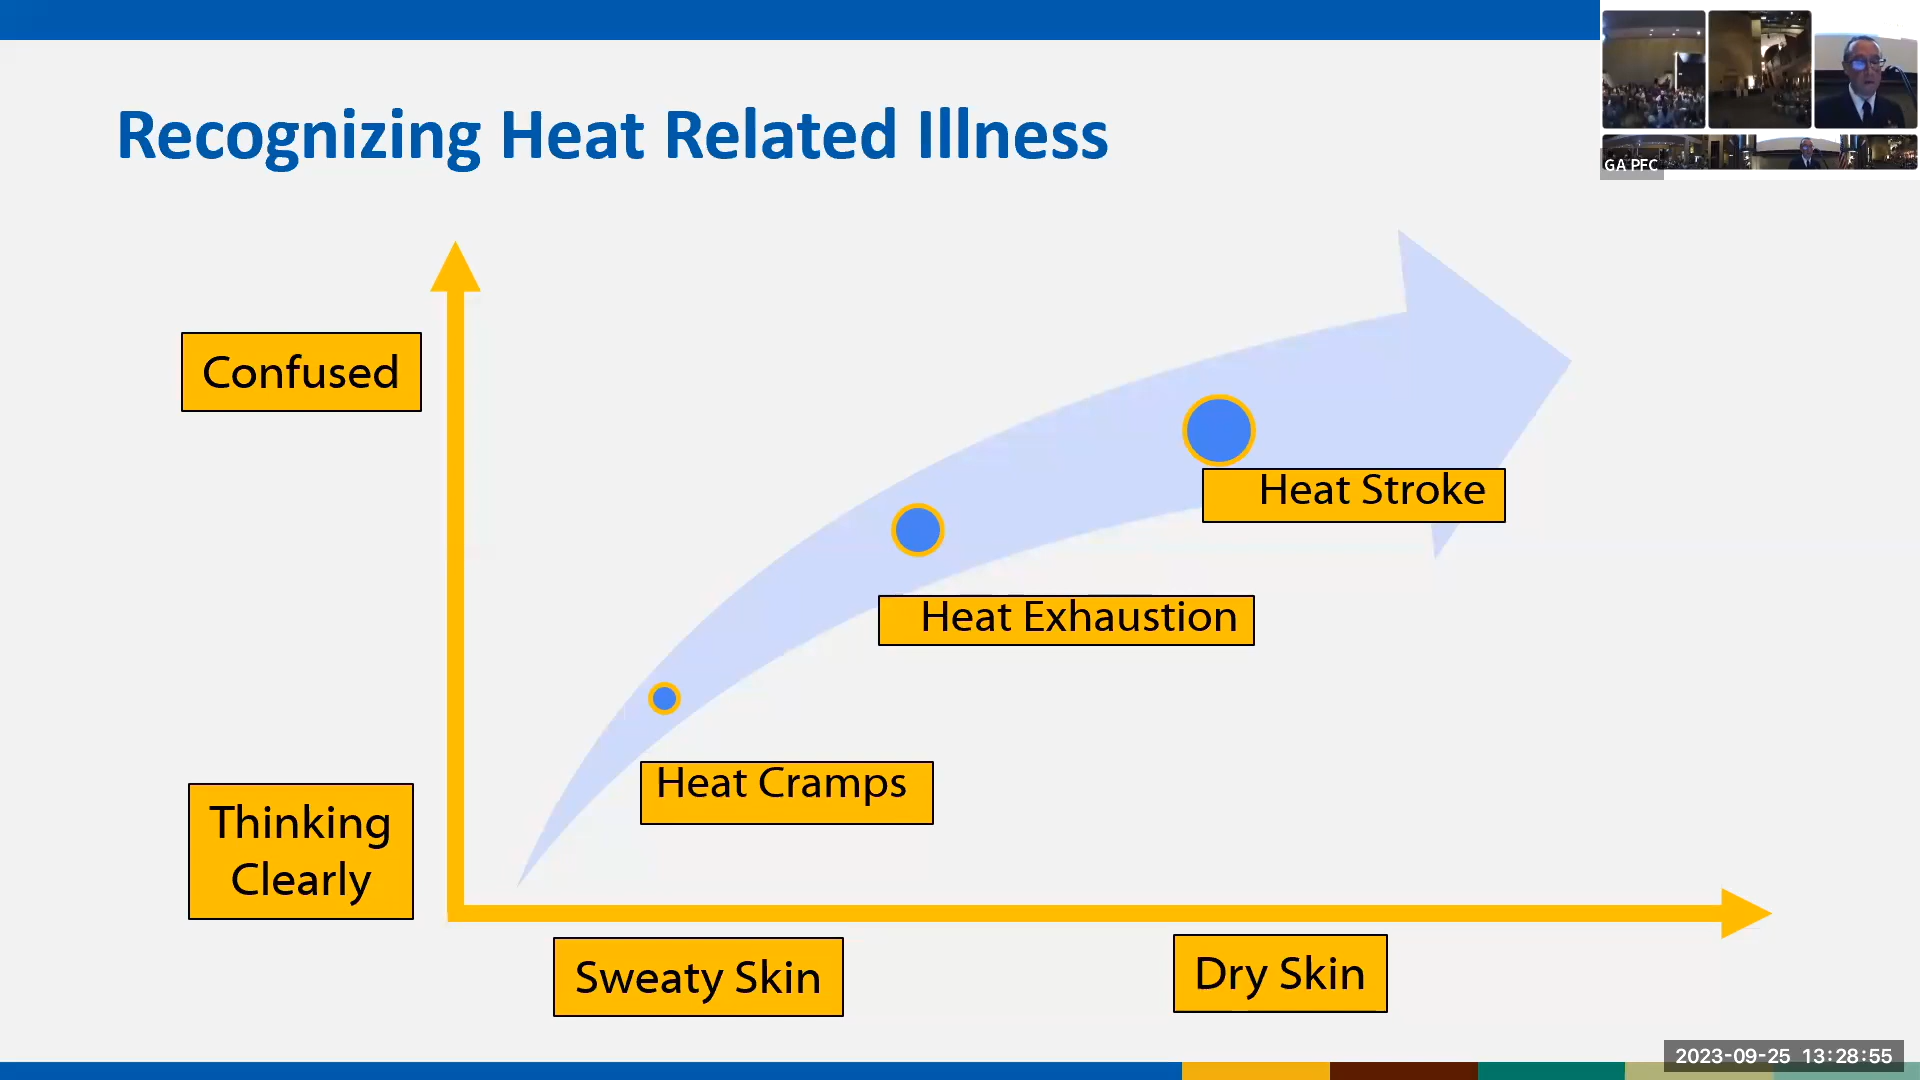 Recognizing Heat Related Illness
GA PFC
Confused
Heat Stroke
Heat Exhaustion
Heat Cramps
Thinking
Clearly
Sweaty Skin
Dry Skin
2023-09-25 13:28:55